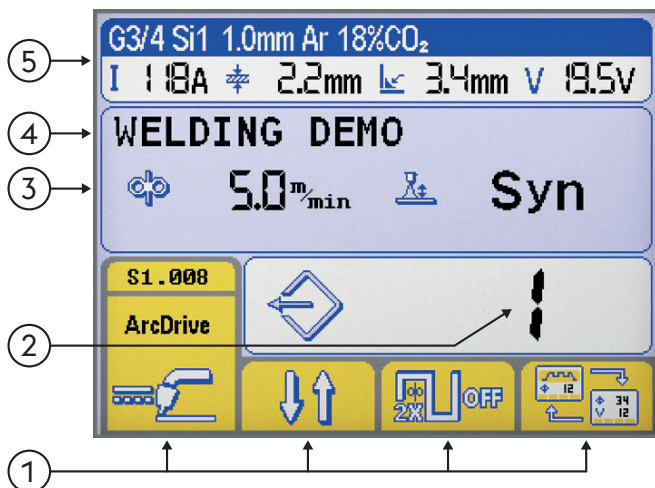 G3/4 Si1 1.0mm Ar 18%CO₂
I 118A 2.2mm 3.4mm V 19.5V
WELDING DEMO
5.0 m/min Syn
S1.008
ArcDrive
1
2X OFF
Φ 12
Φ 34
V 12
5
4
3
2
1